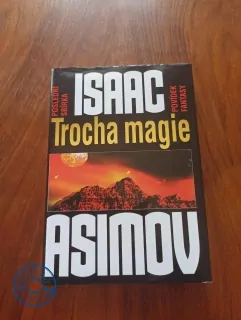 ISAAC
POSLEDNÍ
SBÍRKA
Trocha magie
POVÍDEK
FANTASY
ASIMOV